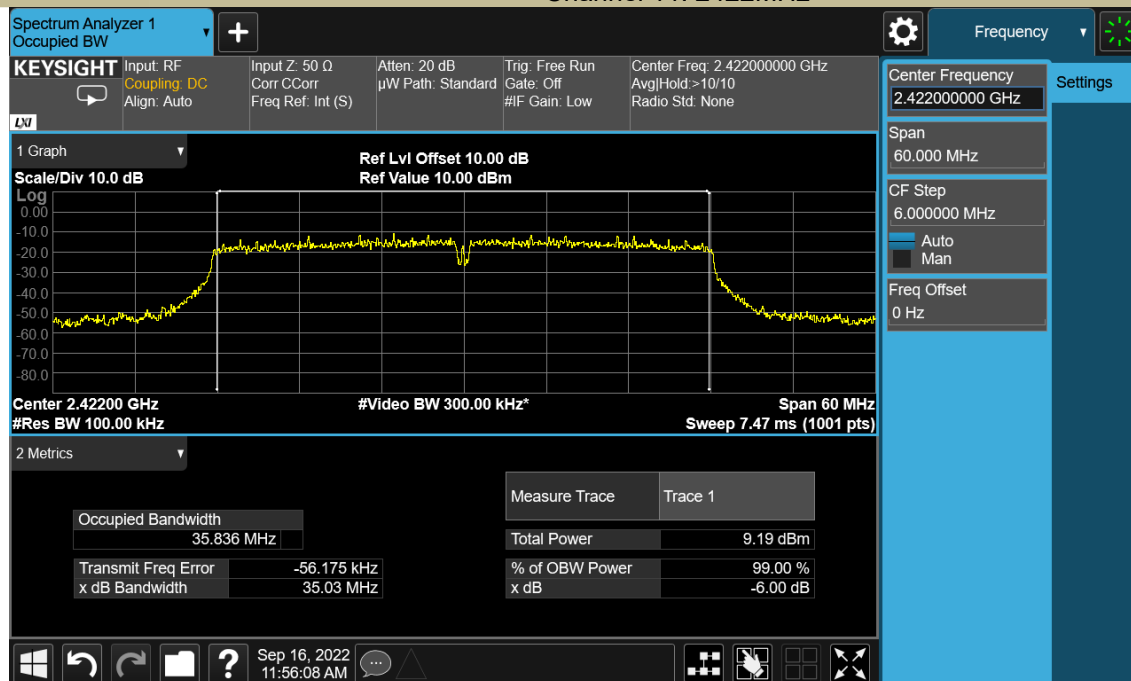 Spectrum Analyzer 1
Occupied BW
+
Frequency
KEYSIGHT
LXI
Input: RF
Coupling: DC
Align: Auto
Input Z: 50 Ω
Corr CCorr
Freq Ref: Int (S)
Atten: 20 dB
µW Path: Standard
Trig: Free Run
Gate: Off
#IF Gain: Low
Center Freq: 2.422000000 GHz
Avg|Hold:>10/10
Radio Std: None
Center Frequency
2.422000000 GHz
Settings
Span
60.000 MHz
CF Step
6.000000 MHz
Auto
Man
Freq Offset
0 Hz
1 Graph
Scale/Div 10.0 dB
Ref Lvl Offset 10.00 dB
Ref Value 10.00 dBm
Log
0.00
-10.0
-20.0
-30.0
-40.0
-50.0
-60.0
-70.0
-80.0
Center 2.42200 GHz
#Video BW 300.00 kHz*
Span 60 MHz
#Res BW 100.00 kHz
Sweep 7.47 ms (1001 pts)
2 Metrics
Measure Trace Trace 1
Occupied Bandwidth
35.836 MHz
Total Power 9.19 dBm
Transmit Freq Error -56.175 kHz
% of OBW Power 99.00 %
x dB Bandwidth 35.03 MHz
x dB -6.00 dB
?
Sep 16, 2022
11:56:08 AM